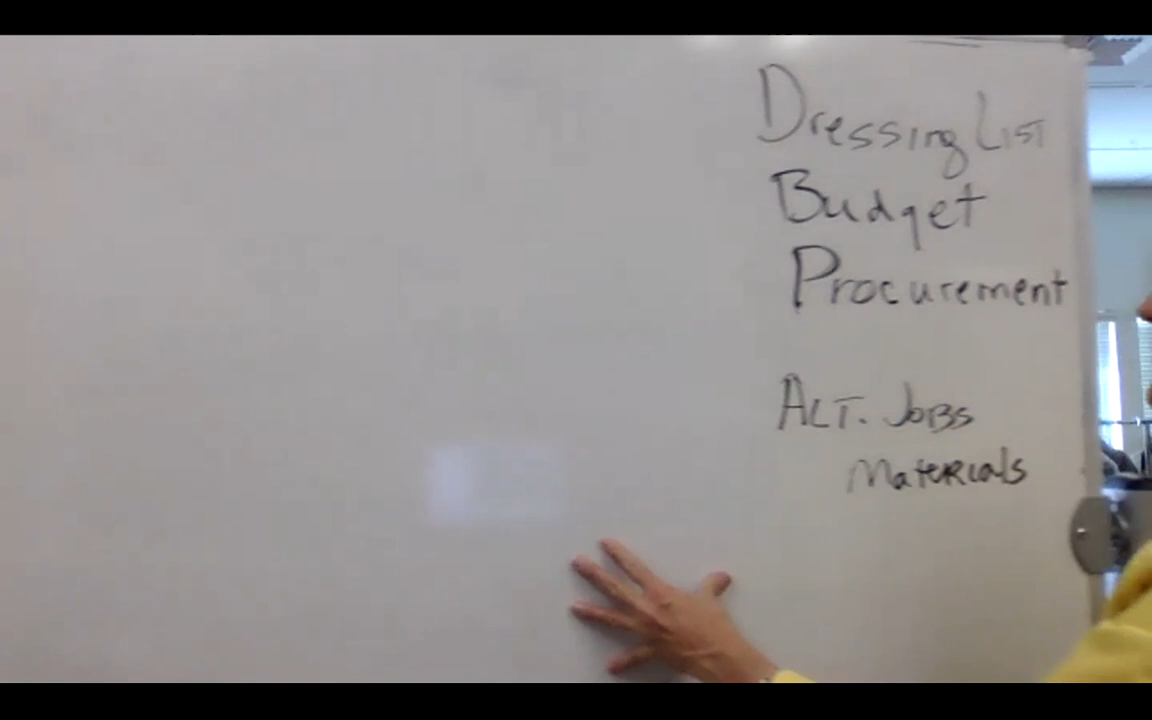 Dressing List
Budget
Procurement
ALT. JOBS
Materials